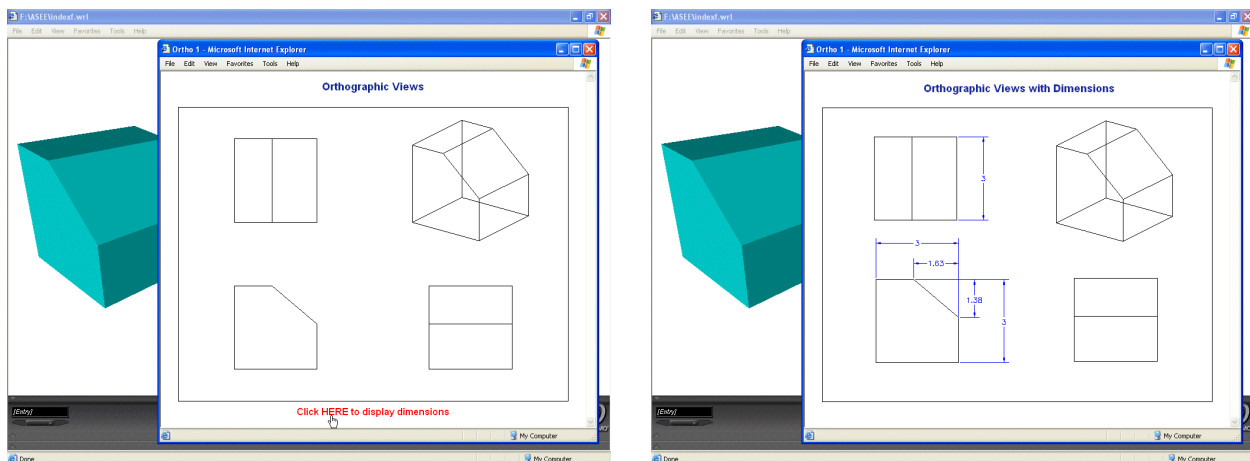 F:\ASEE\indexf.wrl
File Edit View Favorites Tools Help
Ortho 1 - Microsoft Internet Explorer
File Edit View Favorites Tools Help
Orthographic Views
Click HERE to display dimensions
[Entry]
My Computer
Done
My Computer
F:\ASEE\indexf.wrl
File Edit View Favorites Tools Help
Ortho 1 - Microsoft Internet Explorer
File Edit View Favorites Tools Help
Orthographic Views with Dimensions
3
3
1.63
1.38
3
[Entry]
My Computer
Done
My Computer